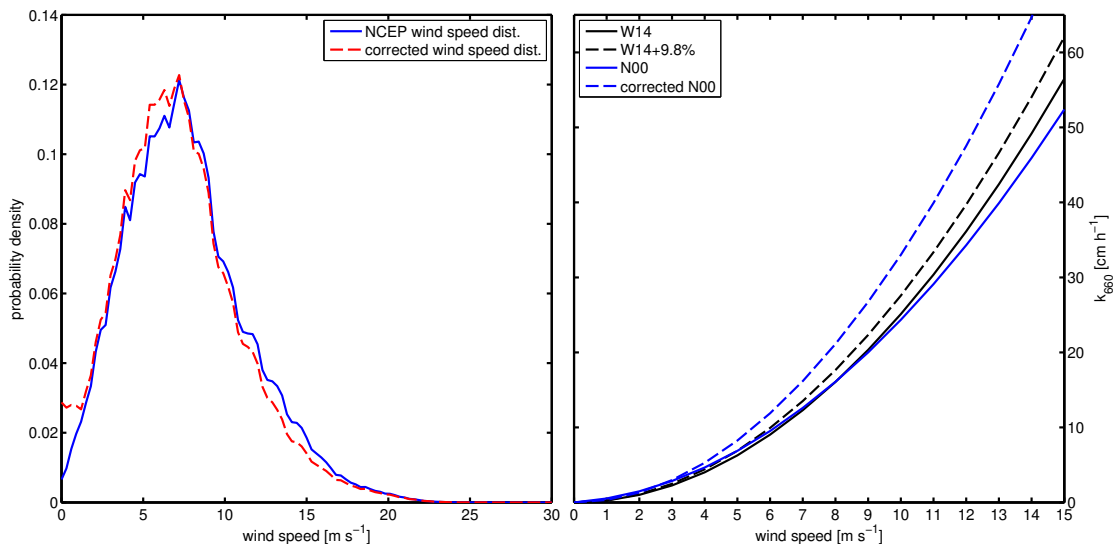 0.14
0.12
0.1
0.08
0.06
0.04
0.02
0
probability density
NCEP wind speed dist.
corrected wind speed dist.
0 5 10 15 20 25 30
wind speed [m s⁻¹]
W14
W14+9.8%
N00
corrected N00
60
50
40
30
20
10
0
k₆₆₀ [cm h⁻¹]
0 1 2 3 4 5 6 7 8 9 10 11 12 13 14 15
wind speed [m s⁻¹]